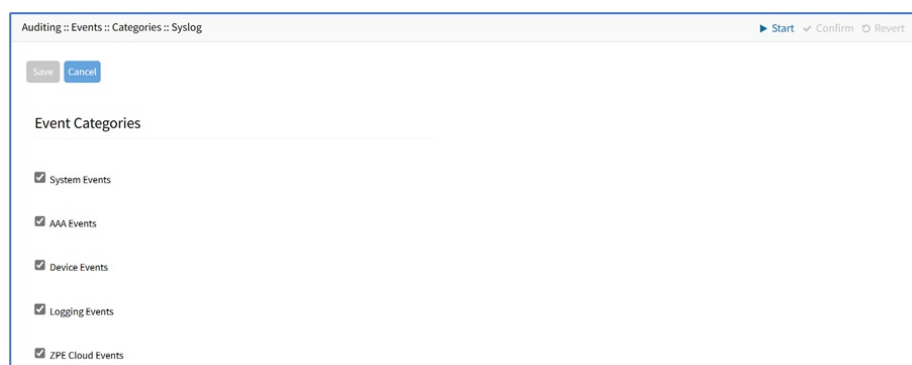 Auditing :: Events :: Categories :: Syslog
Start Confirm Revert
Save Cancel
Event Categories
System Events
AAA Events
Device Events
Logging Events
ZPE Cloud Events